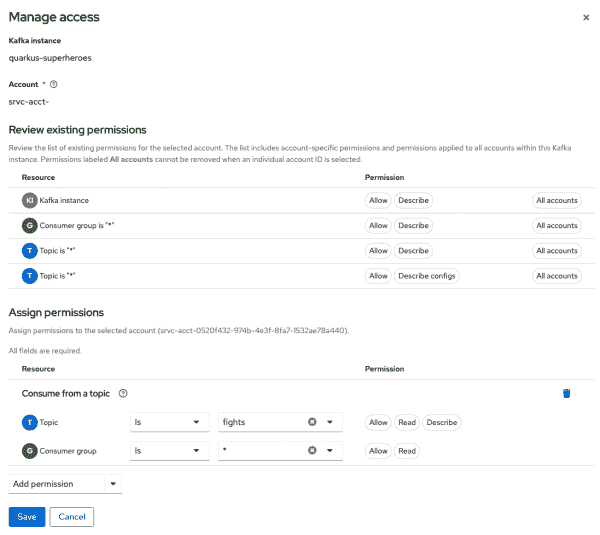 Manage access
Kafka instance
quarkus-superheroes
Account *
srvc-acct-
Review existing permissions
Review the list of existing permissions for the selected account. The list includes account-specific permissions and permissions applied to all accounts within this Kafka
instance. Permissions labeled All accounts cannot be removed when an individual account ID is selected.
Resource Permission
KI Kafka instance Allow Describe All accounts
G Consumer group is "*" Allow Describe All accounts
T Topic is "*" Allow Describe All accounts
T Topic is "*" Allow Describe configs All accounts
Assign permissions
Assign permissions to the selected account (srvc-acct-0520f432-974b-4e3f-8fa7-1532ae78a440).
All fields are required.
Resource Permission
Consume from a topic
T Topic Is fights Allow Read Describe
G Consumer group Is * Allow Read
Add permission
Save Cancel